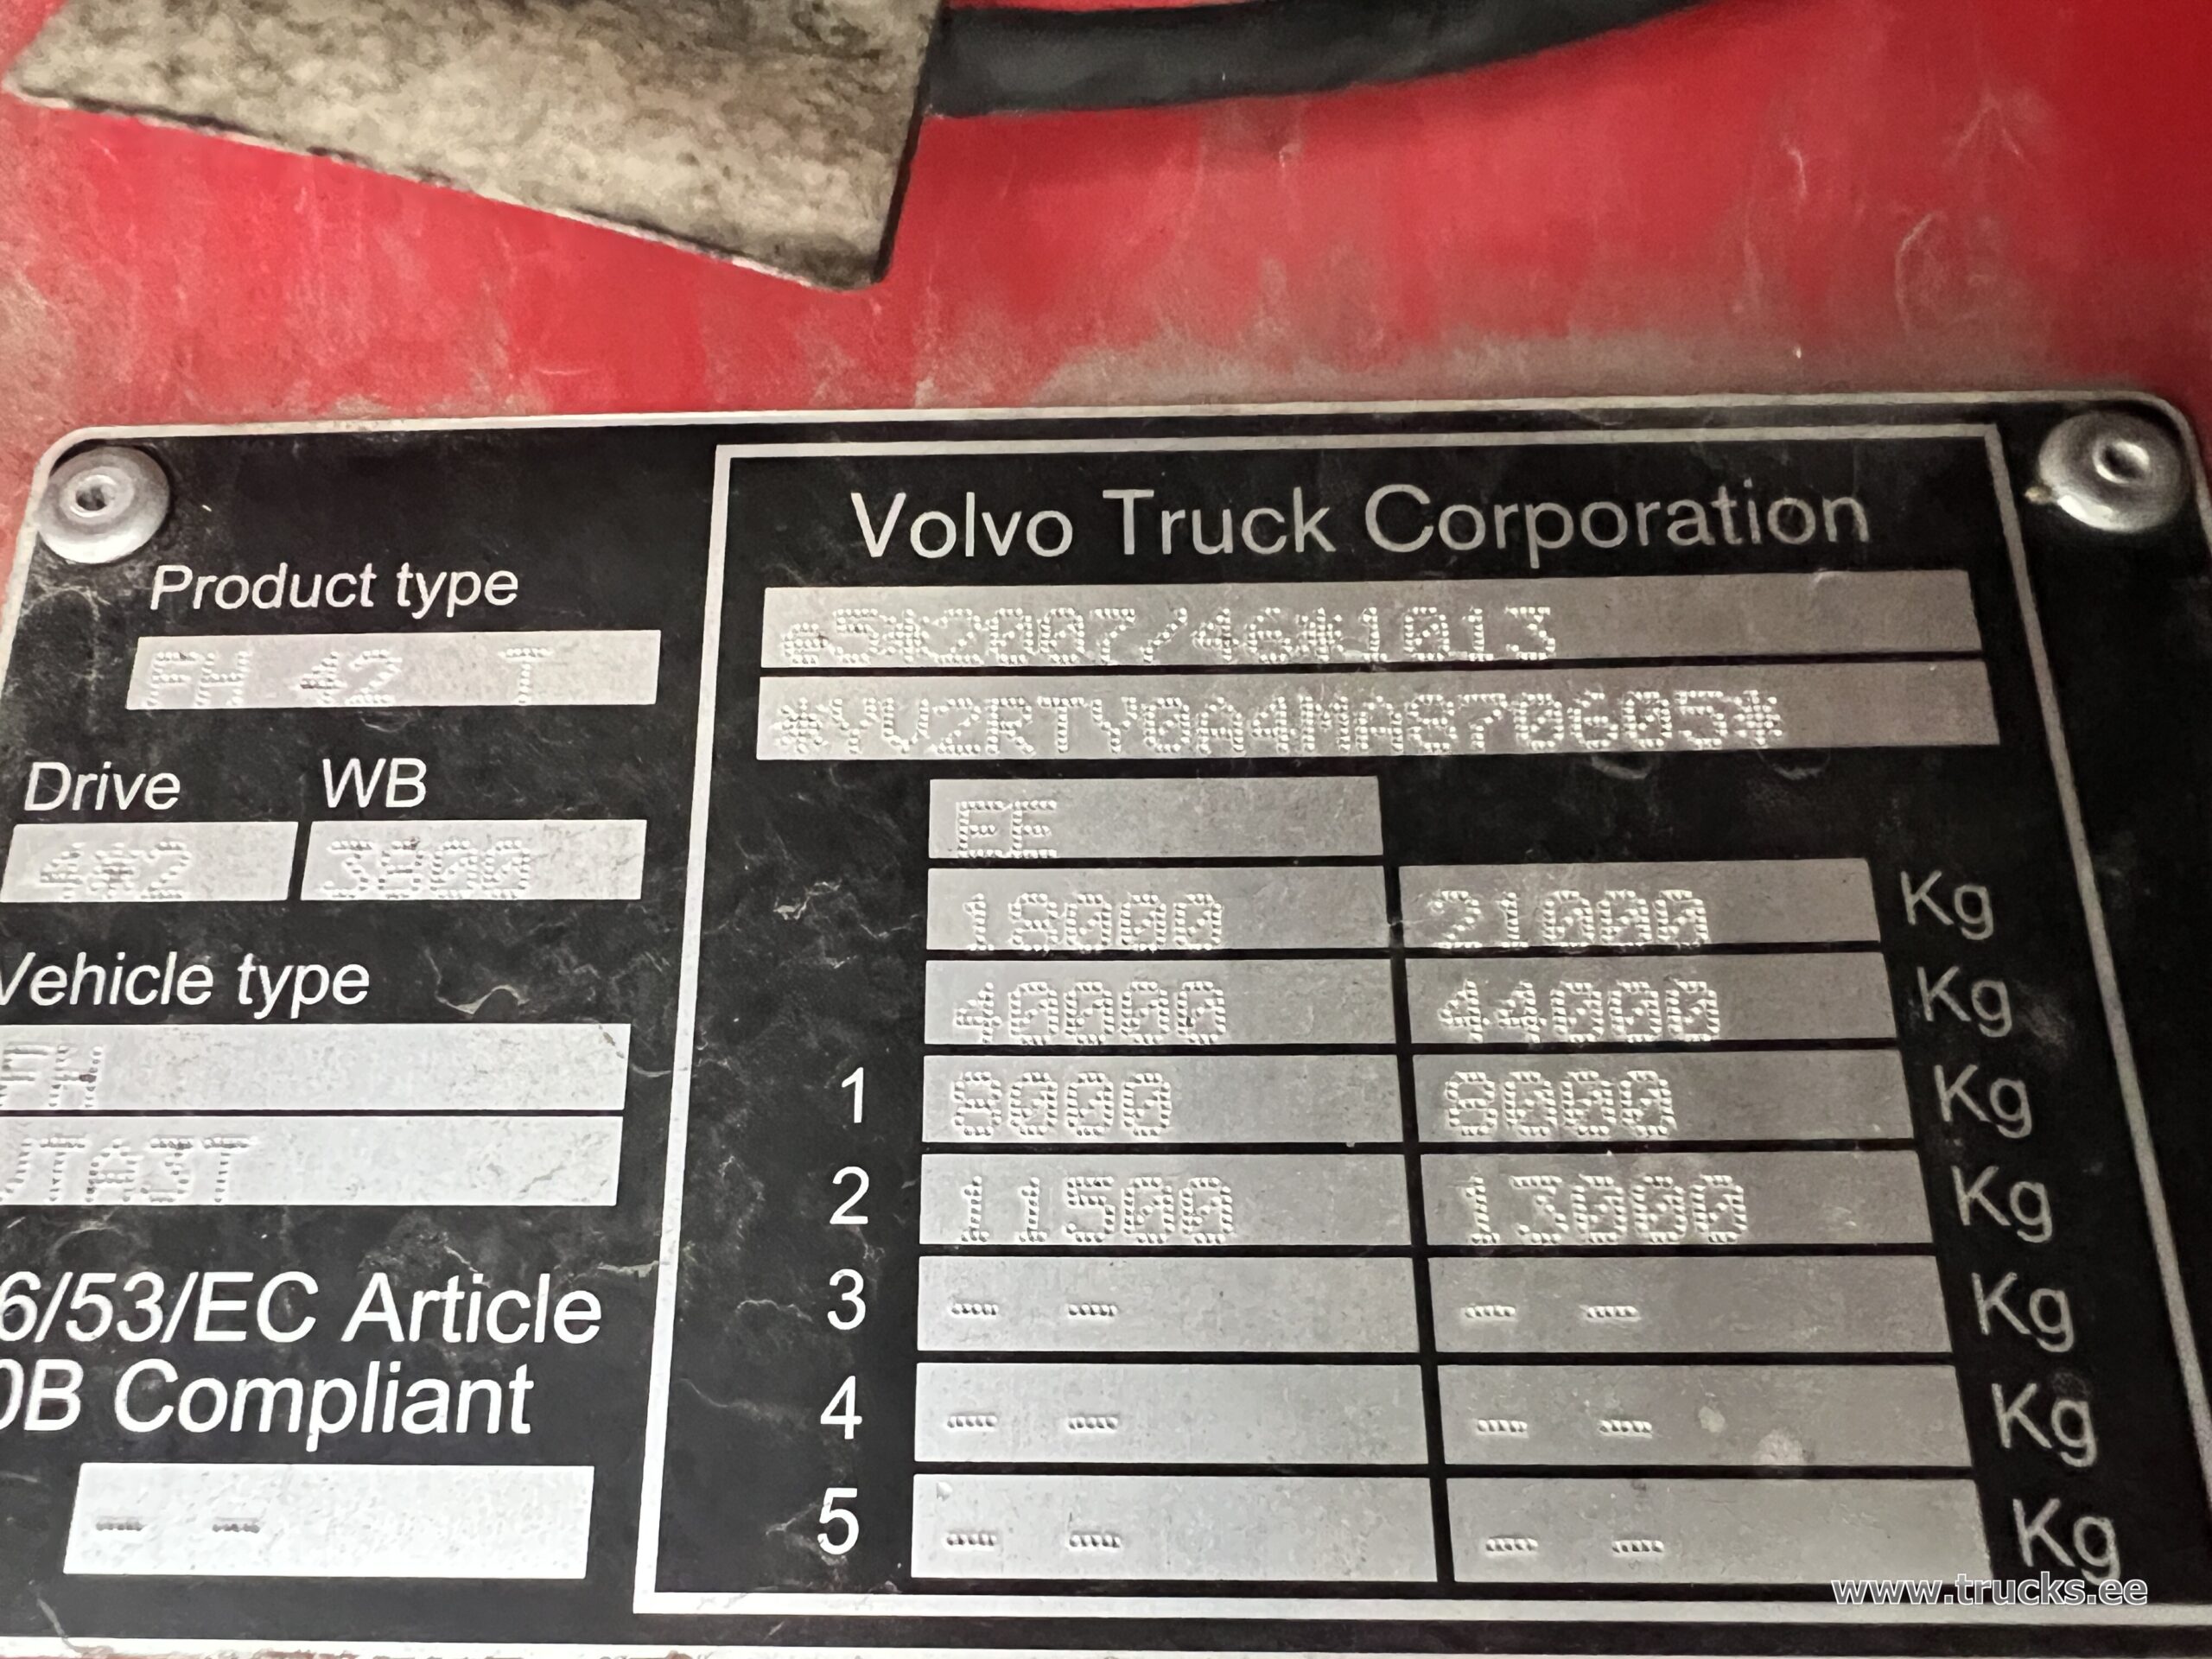 Volvo Truck Corporation
Product type
e5*2007/46*1013
FH 42 T
*YV2RTY0A4MA870605*
Drive WB
EE
4*2 3800
18000 21000 Kg
Vehicle type
40000 44000 Kg
FH
1 8000 8000 Kg
VTA3T
2 11500 13000 Kg
6/53/EC Article
3 -- -- -- -- Kg
0B Compliant
4 -- -- -- -- Kg
-- --
5 -- -- -- -- Kg
www.trucks.ee